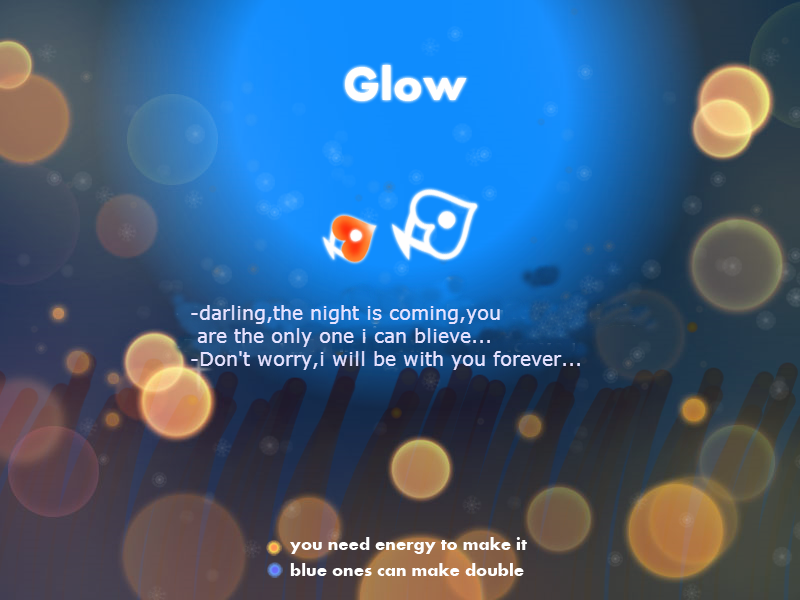 Glow
-darling,the night is coming,you
are the only one i can blieve...
-Don't worry,i will be with you forever...
you need energy to make it
blue ones can make double